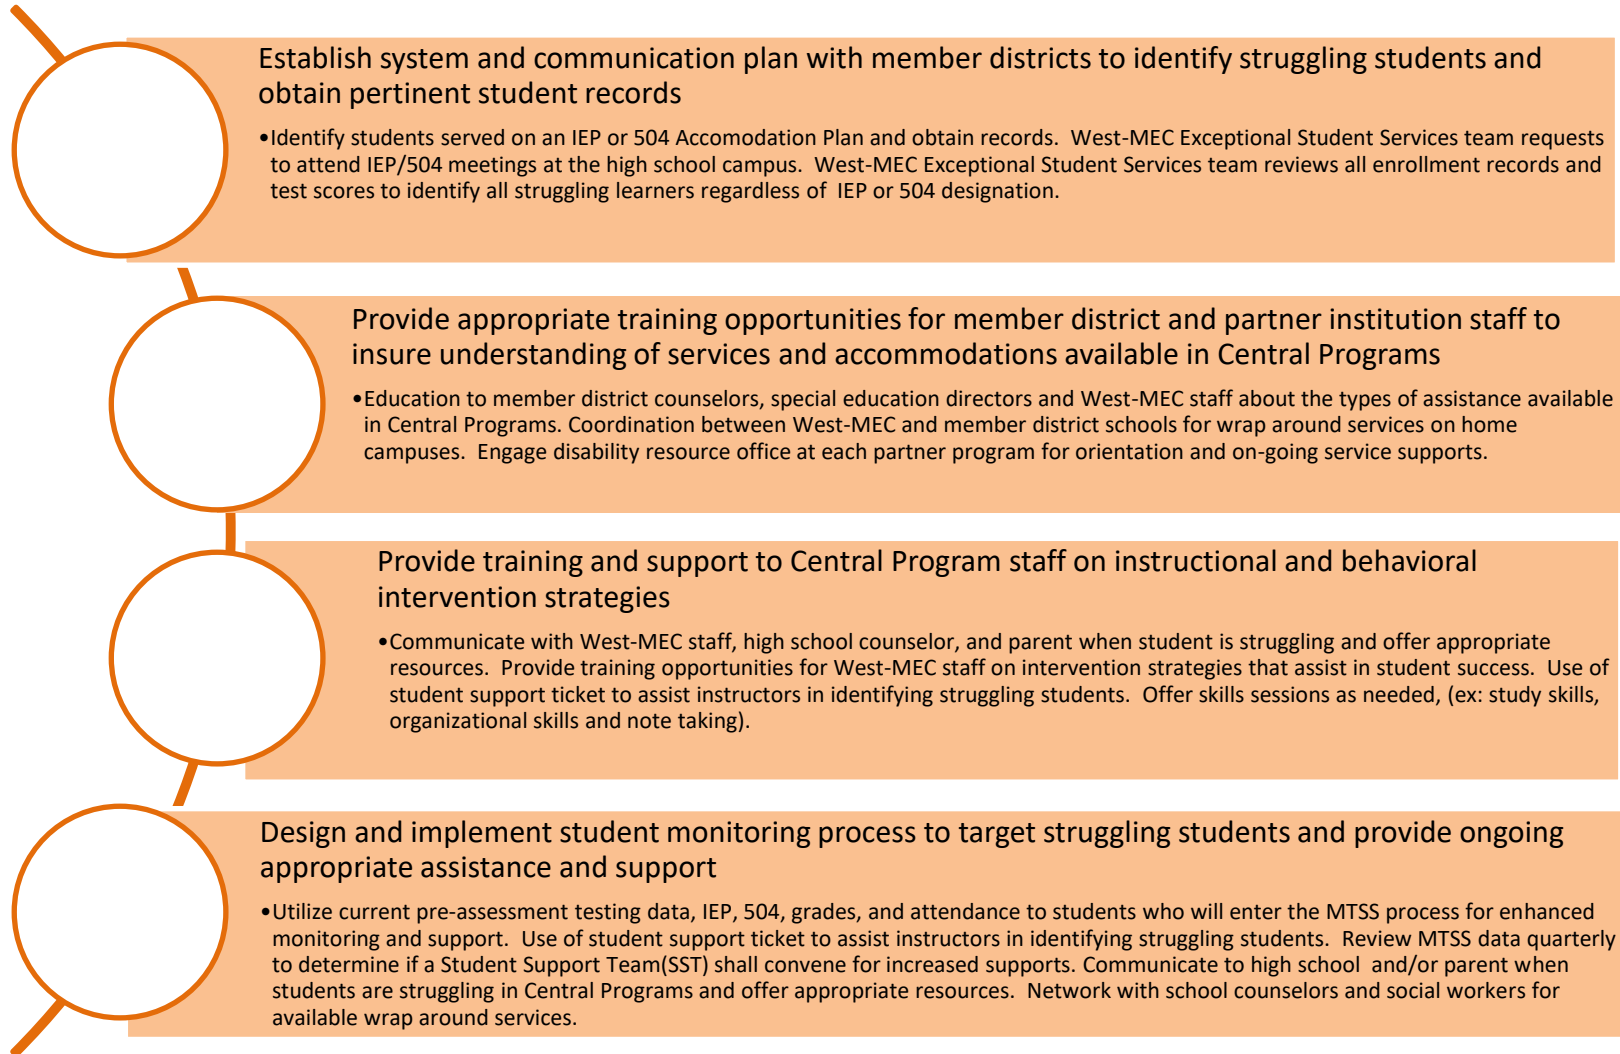 Establish system and communication plan with member districts to identify struggling students and
obtain pertinent student records
•Identify students served on an IEP or 504 Accomodation Plan and obtain records.  West-MEC Exceptional Student Services team requests
to attend IEP/504 meetings at the high school campus.  West-MEC Exceptional Student Services team reviews all enrollment records and
test scores to identify all struggling learners regardless of  IEP or 504 designation.
Provide appropriate training opportunities for member district and partner institution staff to
insure understanding of services and accommodations available in Central Programs
•Education to member district counselors, special education directors and West-MEC staff about the types of assistance available
in Central Programs. Coordination between West-MEC and member district schools for wrap around services on home
campuses.  Engage disability resource office at each partner program for orientation and on-going service supports.
Provide training and support to Central Program staff on instructional and behavioral
intervention strategies
•Communicate with West-MEC staff, high school counselor, and parent when student is struggling and offer appropriate
resources.  Provide training opportunities for West-MEC staff on intervention strategies that assist in student success.  Use of
student support ticket to assist instructors in identifying struggling students.  Offer skills sessions as needed, (ex: study skills,
organizational skills and note taking).
Design and implement student monitoring process to target struggling students and provide ongoing
appropriate assistance and support
•Utilize current pre-assessment testing data, IEP, 504, grades, and attendance to students who will enter the MTSS process for enhanced
monitoring and support.  Use of student support ticket to assist instructors in identifying struggling students.  Review MTSS data quarterly
to determine if a Student Support Team(SST) shall convene for increased supports. Communicate to high school  and/or parent when
students are struggling in Central Programs and offer appropriate resources.  Network with school counselors and social workers for
available wrap around services.